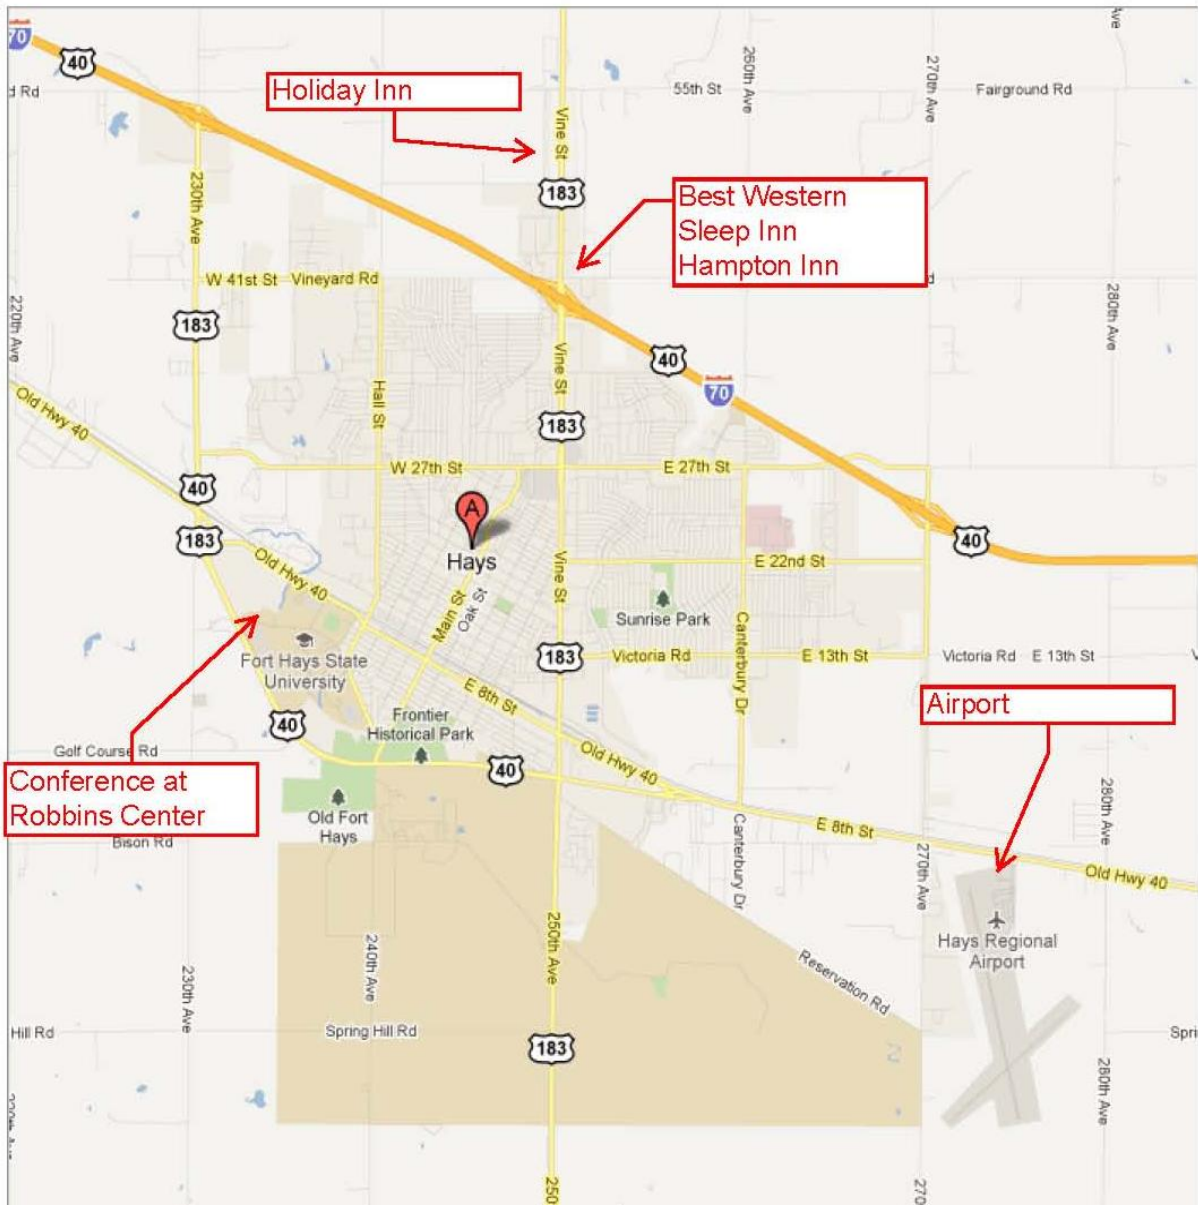 70
40
Holiday Inn
d Rd
55th St
260th Ave
270th Ave
Fairground Rd
Vine St
183
230th Ave
Best Western
Sleep Inn
Hampton Inn
W 41st St
Vineyard Rd
d
220th Ave
183
280th Ave
Vine St
40
70
Hall St
Old Hwy 40
183
W 27th St
E 27th St
40
A
183
40
Hays
Old Hwy 40
Vine St
E 22nd St
Main St
Oak St
Sunrise Park
Canterbury Dr
Fort Hays State
University
183
Victoria Rd
E 13th St
Victoria Rd
E 13th St
V
E 8th St
Airport
40
Frontier
Historical Park
Golf Course Rd
Old Hwy 40
40
Conference at
Robbins Center
280th Ave
Old Fort
Hays
Bison Rd
E 8th St
Canterbury Dr
270th Ave
Old Hwy 40
250th Ave
Hays Regional
Airport
240th Ave
230th Ave
Reservation Rd
Hill Rd
Spring Hill Rd
Spri
183
280th Ave
250
270